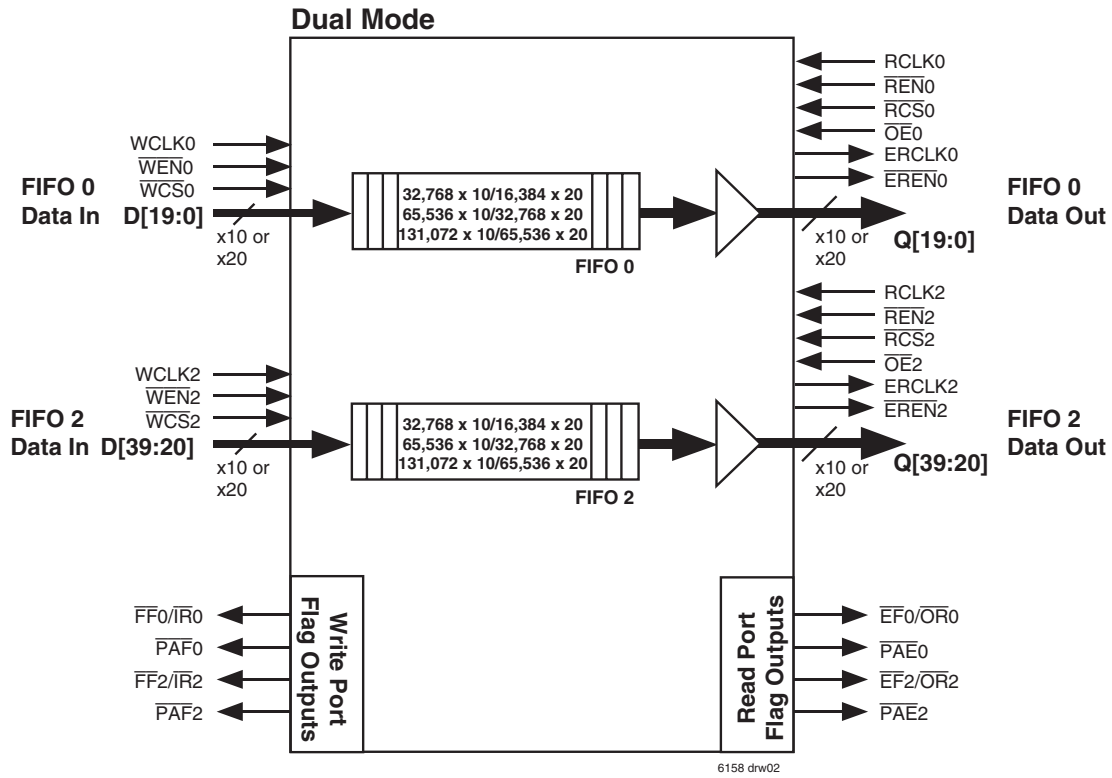 Dual Mode
RCLK0
REN0
RCS0
OE0
ERCLK0
EREN0
WCLK0
WEN0
WCS0
FIFO 0
Data In D[19:0]
x10 or
x20
32,768 x 10/16,384 x 20
65,536 x 10/32,768 x 20
131,072 x 10/65,536 x 20
FIFO 0
FIFO 0
Data Out
Q[19:0]
x10 or
x20
RCLK2
REN2
RCS2
OE2
ERCLK2
EREN2
WCLK2
WEN2
WCS2
FIFO 2
Data In D[39:20]
x10 or
x20
32,768 x 10/16,384 x 20
65,536 x 10/32,768 x 20
131,072 x 10/65,536 x 20
FIFO 2
FIFO 2
Data Out
Q[39:20]
x10 or
x20
FF0/IR0
PAF0
FF2/IR2
PAF2
Write Port
Flag Outputs
Read Port
Flag Outputs
EF0/OR0
PAE0
EF2/OR2
PAE2
6158 drw02